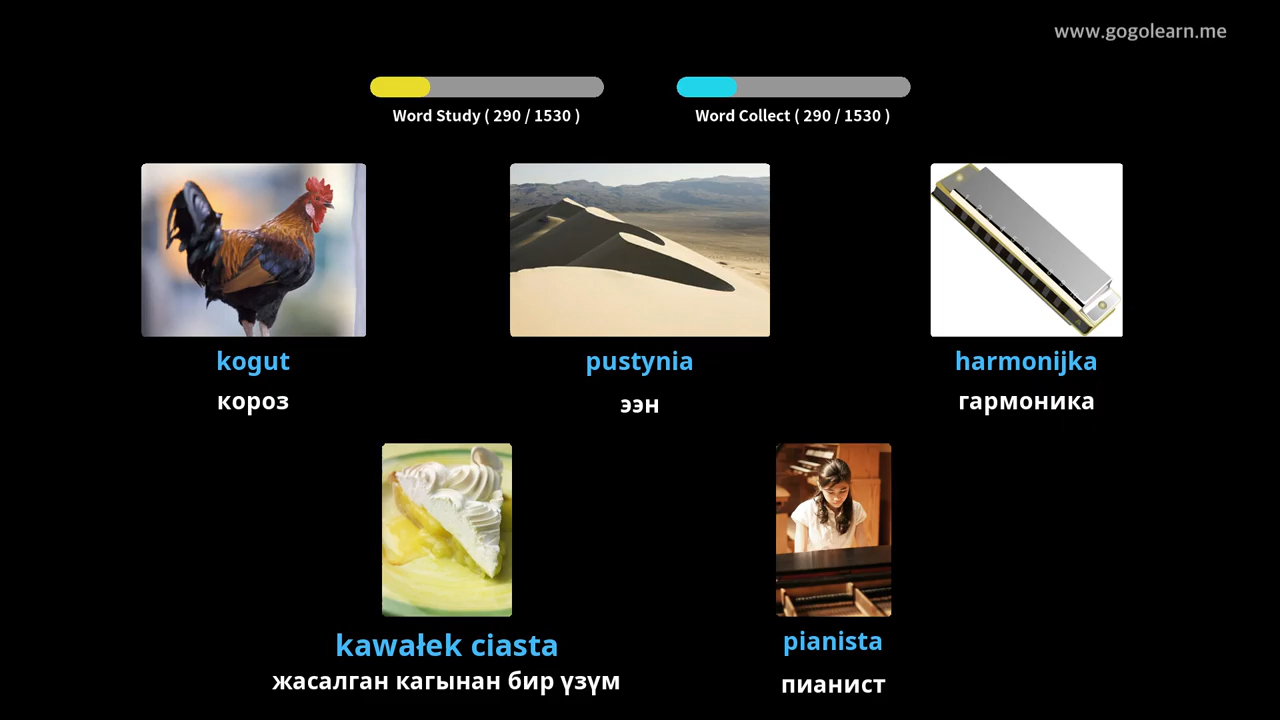 www.gogolearn.me
Word Study ( 290 / 1530 )
Word Collect ( 290 / 1530 )
kogut
короз
pustynia
ээн
harmonijka
гармоника
kawałek ciasta
жасалган кагынан бир үзүм
pianista
пианист